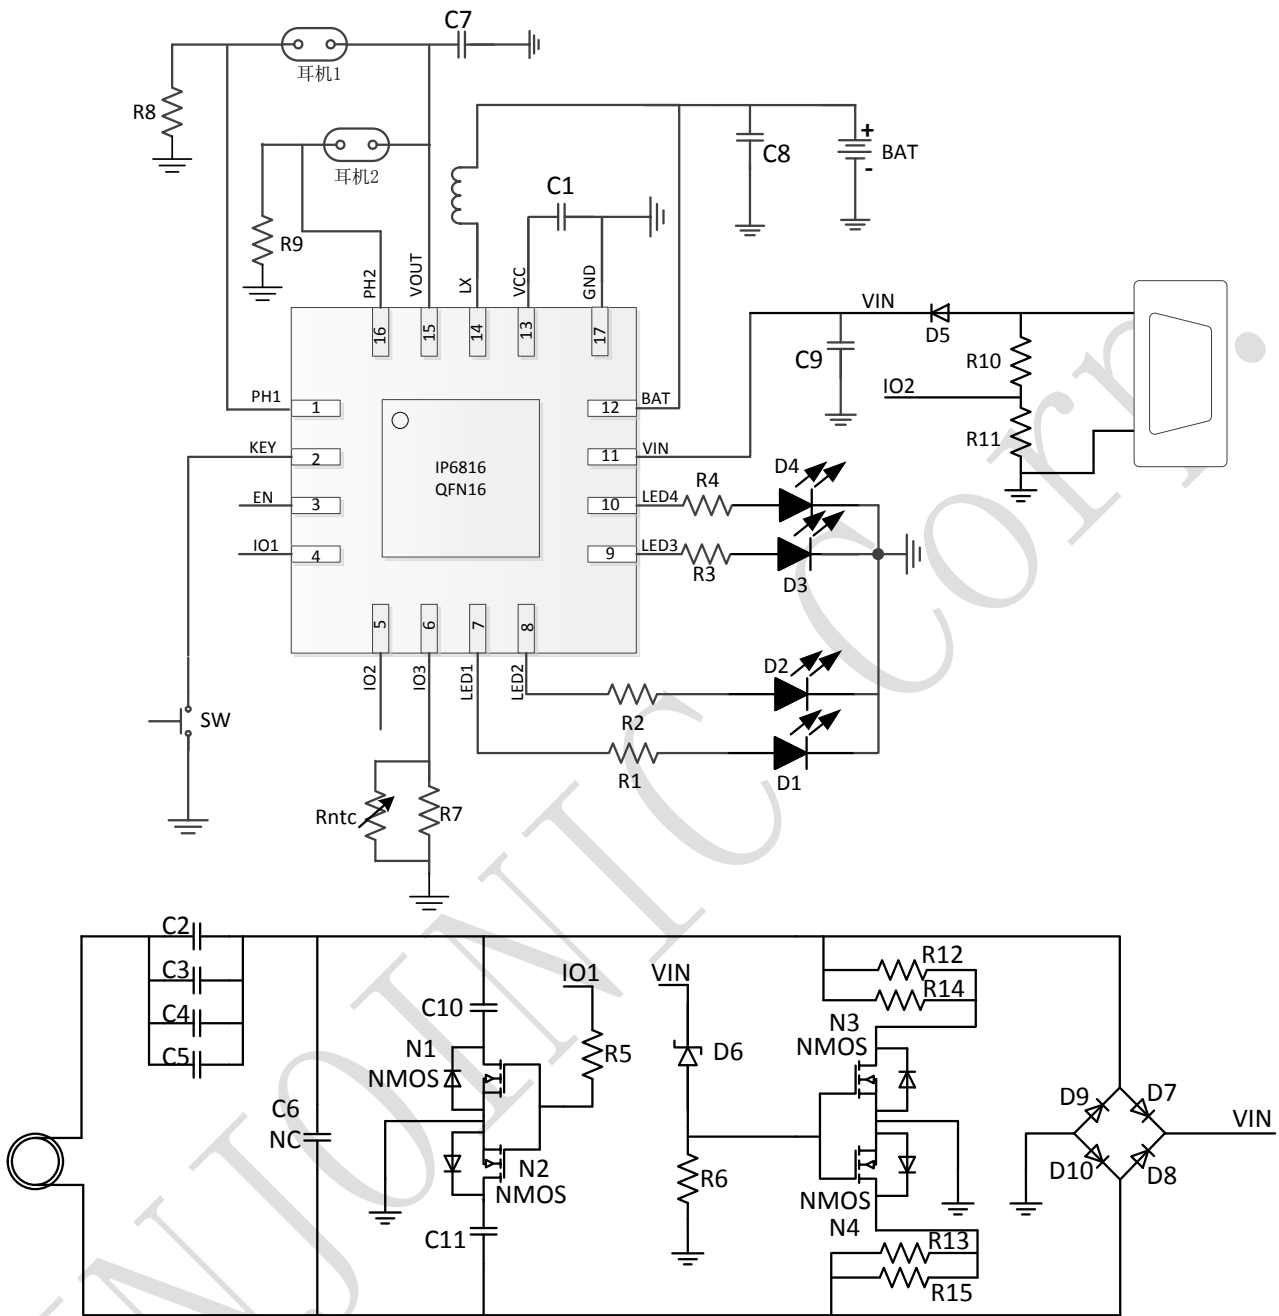 C7
耳机1
R8
耳机2
R9
C1
C8
+
BAT
-
PH2
VOUT
LX
VCC
GND
16
15
14
13
17
VIN
D5
C9
R10
IO2
R11
PH1
1
12
BAT
KEY
2
11
VIN
IP6816
QFN16
EN
3
10
LED4
R4
D4
IO1
4
9
LED3
R3
D3
5
6
7
8
IO2
IO3
LED1
LED2
D2
R2
SW
R1
D1
Rntc
R7
C2
C3
C4
C5
C6
NC
C10
IO1
R5
N1
NMOS
N2
NMOS
C11
VIN
D6
R6
R12
R14
N3
NMOS
NMOS
N4
R13
R15
D9
D7
D10
D8
VIN
INJOINIC Corp.